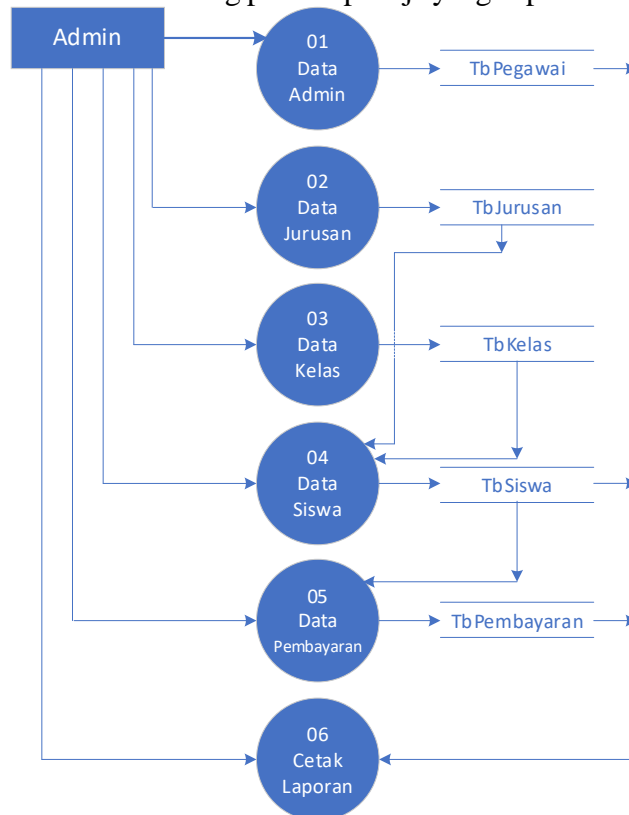 Admin
01
Data
Admin
TbPegawai
02
Data
Jurusan
TbJurusan
03
Data
Kelas
TbKelas
04
Data
Siswa
TbSiswa
05
Data
Pembayaran
TbPembayaran
06
Cetak
Laporan